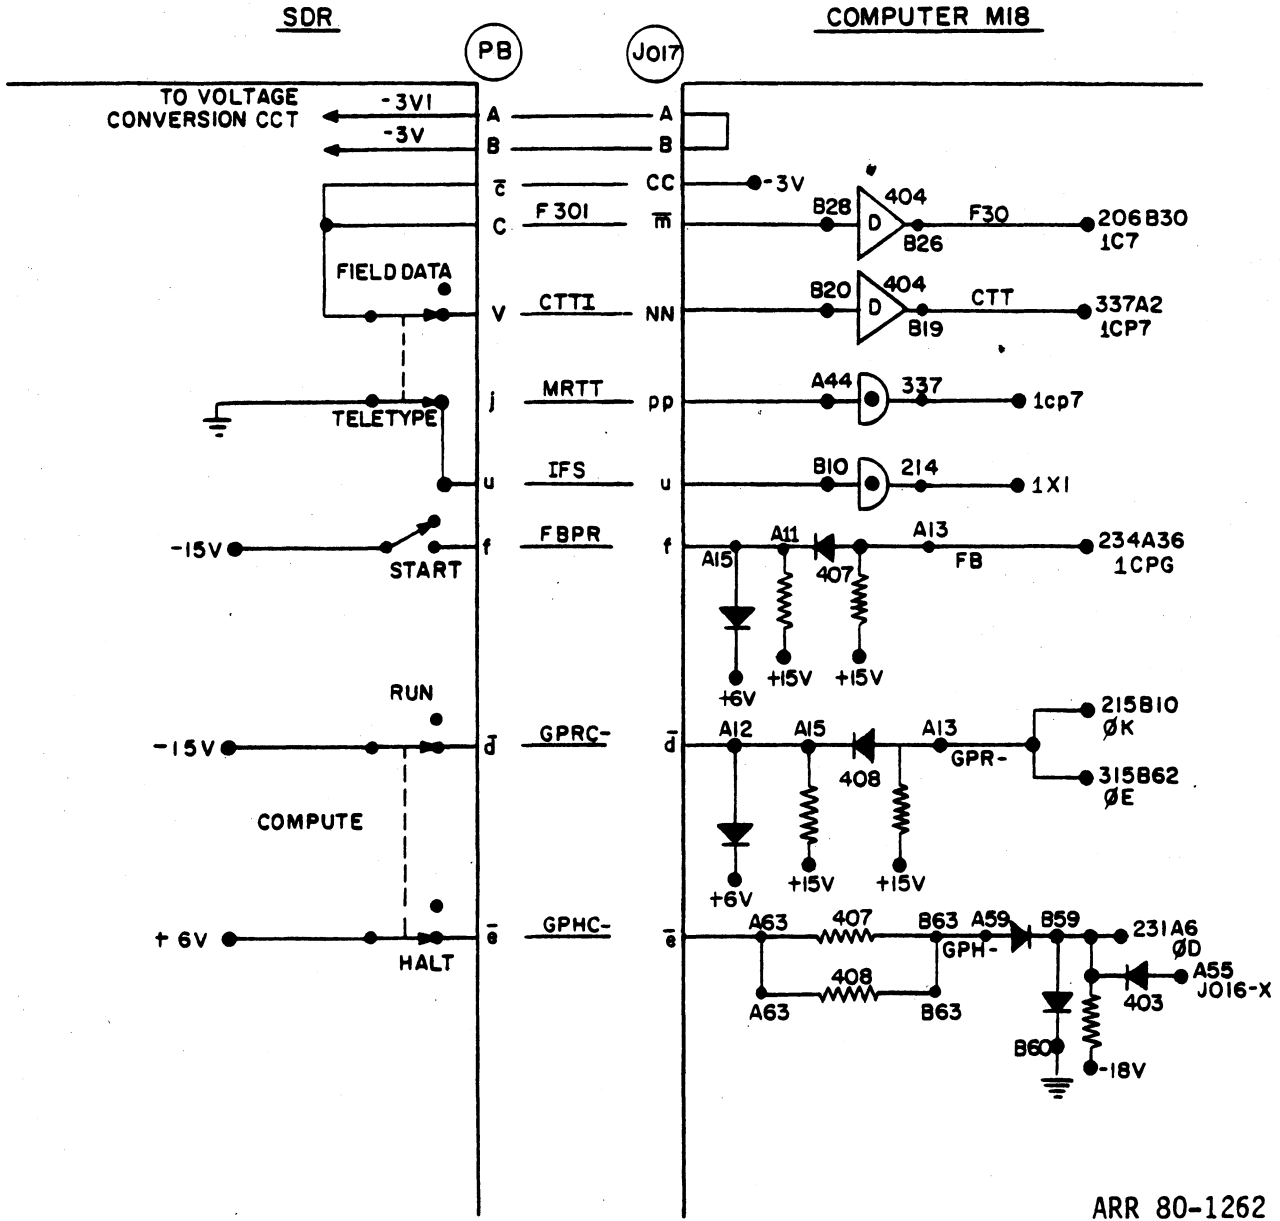 SDR
COMPUTER M18
PB
J017
TO VOLTAGE
CONVERSION CCT
-3V1
A
A
-3V
B
B
c̅
CC
-3V
C
F301
m̅
B28
D
404
B26
F30
206B30
1C7
FIELDDATA
V
CTT1
NN
B20
D
404
B19
CTT
337A2
1CP7
TELETYPE
j
MRTT
pp
A44
337
1cp7
u
IFS
u
B10
214
1X1
-15V
START
f
FBPR
f
A15
A11
407
A13
FB
234A36
1CPG
+6V
+15V
+15V
RUN
-15V
d̅
GPRC-
d̅
A12
A15
408
A13
GPR-
215B10
ØK
315B62
ØE
COMPUTE
+6V
+15V
+15V
+6V
HALT
e̅
GPHC-
e̅
A63
407
B63
GPH-
A59
B59
231A6
ØD
A63
408
B63
403
A55
J016-X
B60
-18V
ARR 80-1262